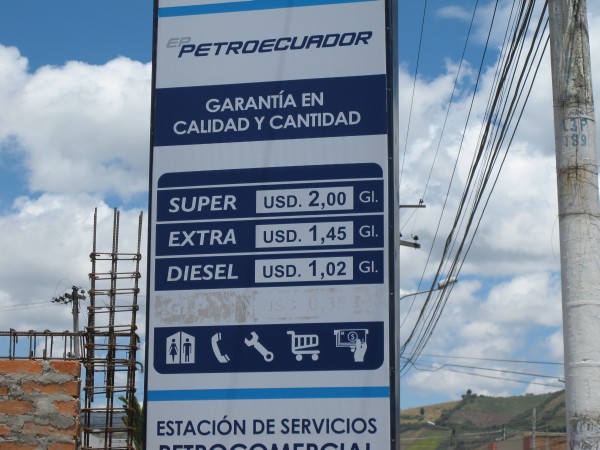 EP PETROECUADOR
GARANTÍA EN
CALIDAD Y CANTIDAD
SUPER USD. 2,00 Gl.
EXTRA USD. 1,45 Gl.
DIESEL USD. 1,02 Gl.
$
ESTACIÓN DE SERVICIOS
PETROCOMERCIAL